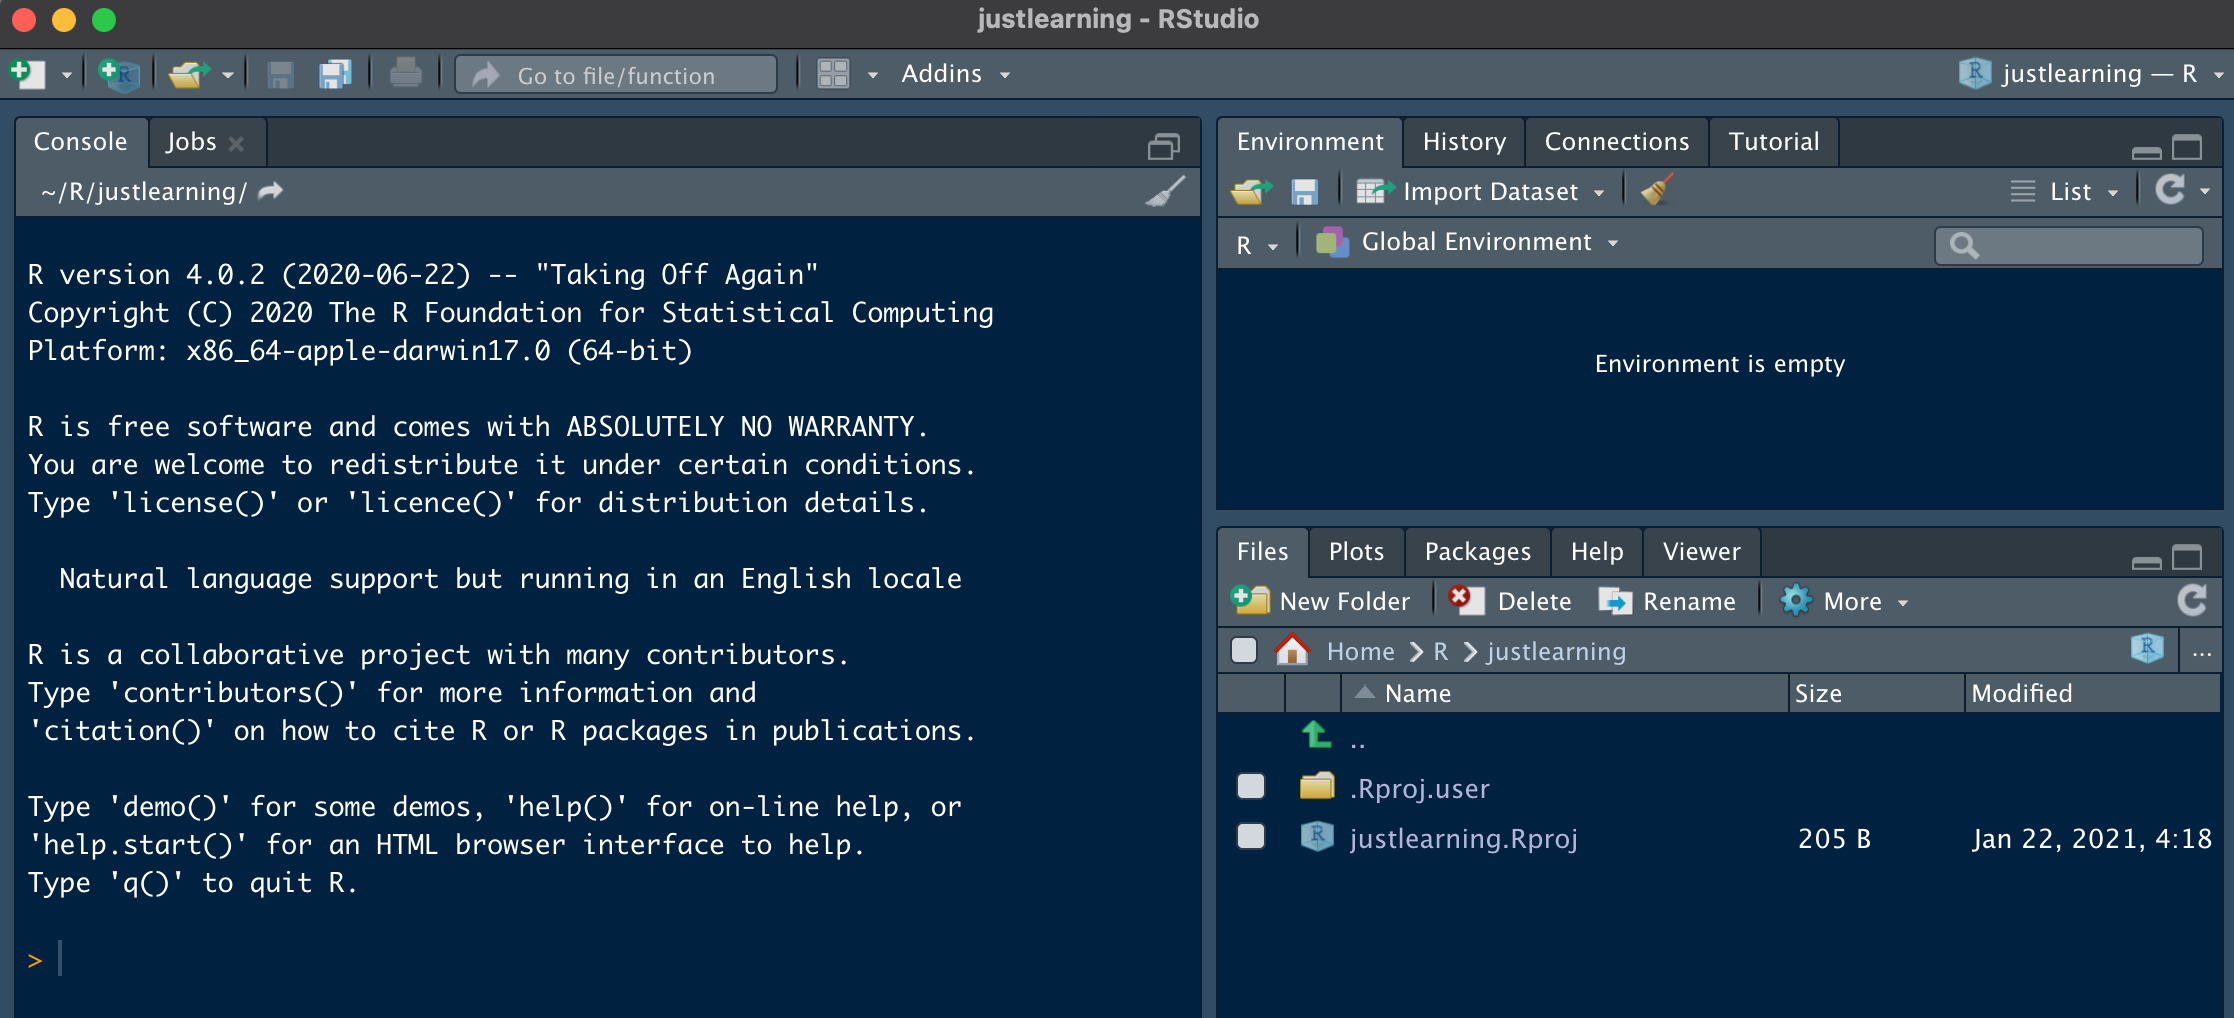 justlearning - RStudio
Go to file/function
Addins
justlearning — R
Console
Jobs
~/R/justlearning/
R version 4.0.2 (2020-06-22) -- "Taking Off Again"
Copyright (C) 2020 The R Foundation for Statistical Computing
Platform: x86_64-apple-darwin17.0 (64-bit)
R is free software and comes with ABSOLUTELY NO WARRANTY.
You are welcome to redistribute it under certain conditions.
Type 'license()' or 'licence()' for distribution details.
Natural language support but running in an English locale
R is a collaborative project with many contributors.
Type 'contributors()' for more information and
'citation()' on how to cite R or R packages in publications.
Type 'demo()' for some demos, 'help()' for on-line help, or
'help.start()' for an HTML browser interface to help.
Type 'q()' to quit R.
>
Environment History Connections Tutorial
Import Dataset List
R Global Environment
Environment is empty
Files Plots Packages Help Viewer
New Folder Delete Rename More
Home R justlearning ...
Name Size Modified
..
.Rproj.user
justlearning.Rproj 205 B Jan 22, 2021, 4:18